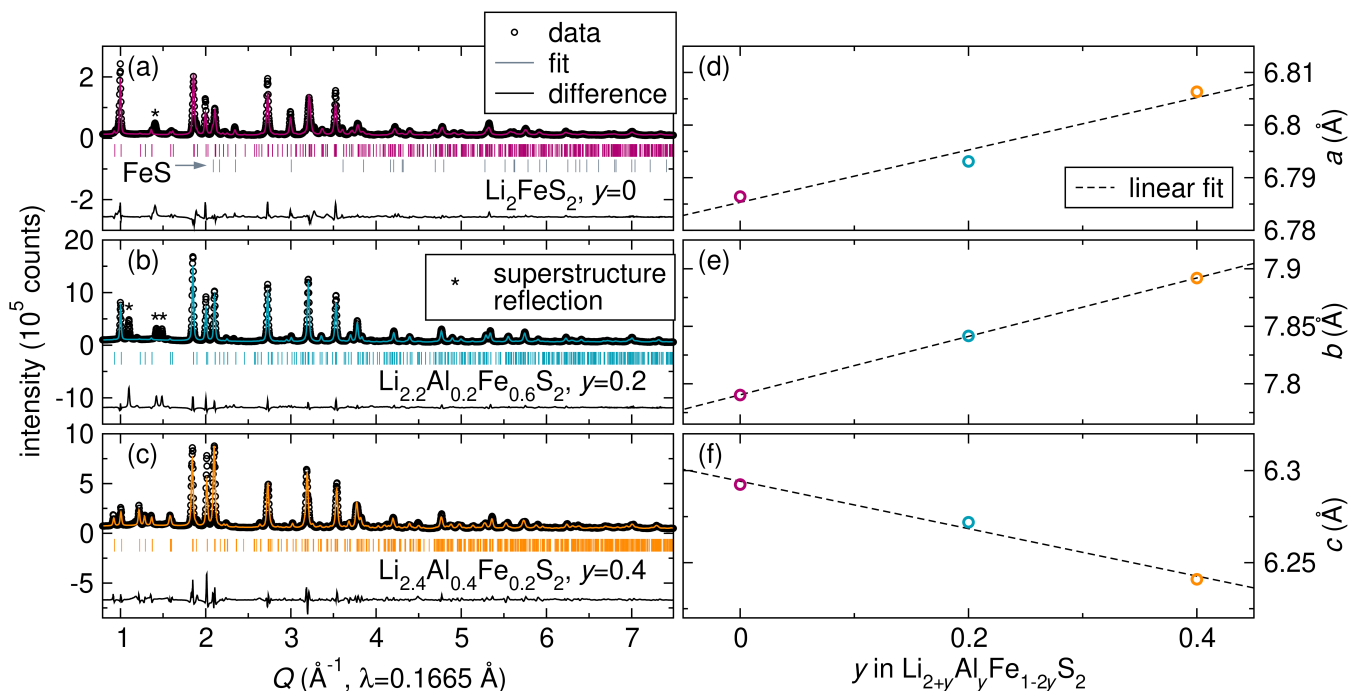 data
fit
difference
(a)
*
2
0
-2
FeS
Li2FeS2, y=0
(b)
20
10
0
-10
*
**
* superstructure
reflection
Li2.2Al0.2Fe0.6S2, y=0.2
(c)
10
5
0
-5
Li2.4Al0.4Fe0.2S2, y=0.4
intensity (10^5 counts)
1 2 3 4 5 6 7
Q (Å^-1, λ=0.1665 Å)
(d)
6.81
6.8
6.79
6.78
a (Å)
linear fit
(e)
7.9
7.85
7.8
b (Å)
(f)
6.3
6.25
c (Å)
0 0.2 0.4
y in Li2+yAlyFe1-2yS2